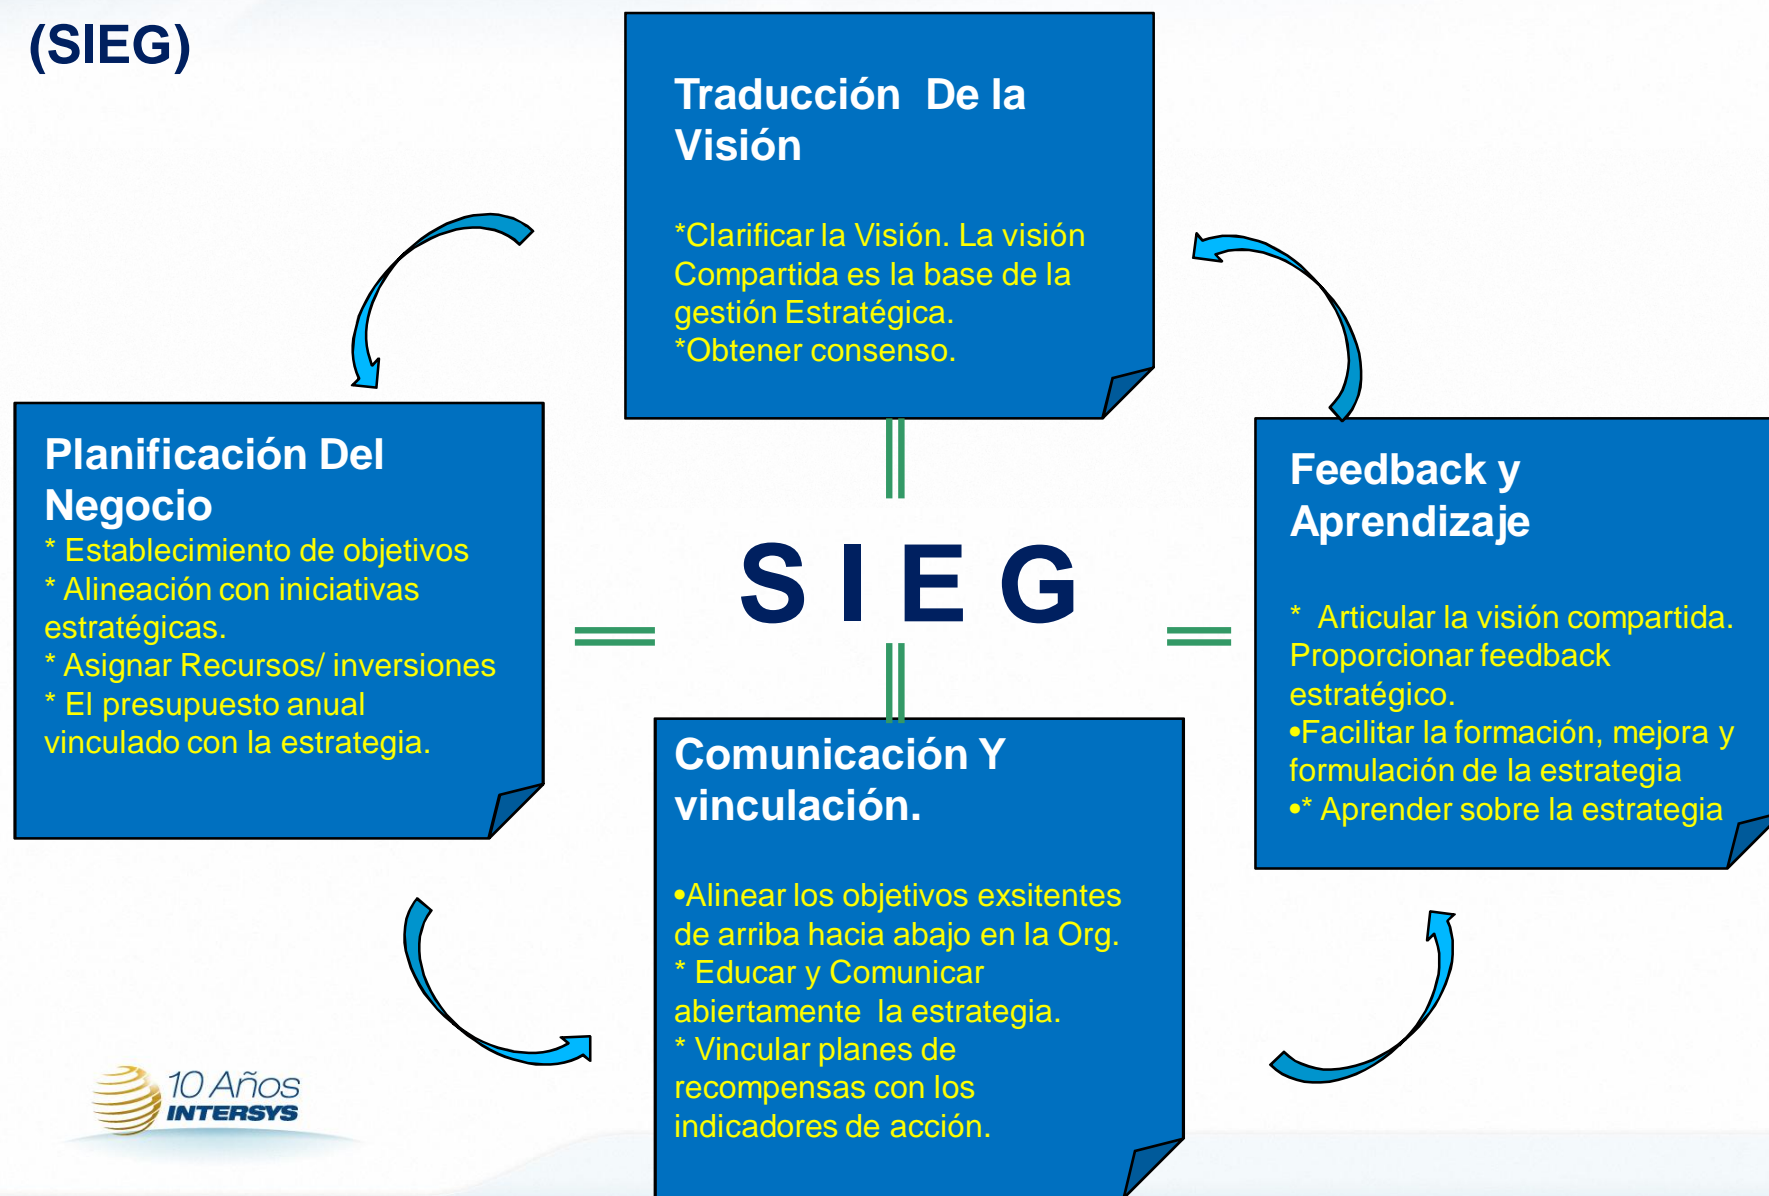 (SIEG)
Traducción De la
Visión
*Clarificar la Visión. La visión
Compartida es la base de la
gestión Estratégica.
*Obtener consenso.
Planificación Del
Negocio
* Establecimiento de objetivos
* Alineación con iniciativas
estratégicas.
* Asignar Recursos/ inversiones
* El presupuesto anual
vinculado con la estrategia.
S I E G
Feedback y
Aprendizaje
* Articular la visión compartida.
Proporcionar feedback
estratégico.
•Facilitar la formación, mejora y
formulación de la estrategia
•* Aprender sobre la estrategia
Comunicación Y
vinculación.
•Alinear los objetivos exsitentes
de arriba hacia abajo en la Org.
* Educar y Comunicar
abiertamente la estrategia.
* Vincular planes de
recompensas con los
indicadores de acción.
10 Años
INTERSYS